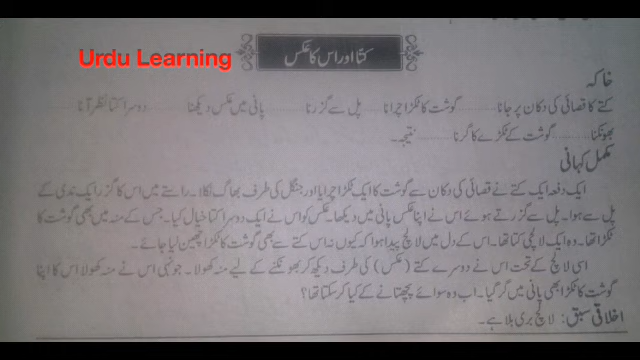 Urdu Learning
کتا اور اس کا عکس
خاکہ
کتے کا قصائی کی دکان پر جانا ........ گوشت کا ٹکڑا چرانا ........ پل سے گزرنا ........ پانی میں عکس دیکھنا ........ دوسرا کتا نظر آنا
بھونکنا ........ گوشت کے ٹکڑے کا گرنا ........ نتیجہ۔
مکمل کہانی
ایک دفعہ ایک کتے نے قصائی کی دکان سے گوشت کا ایک ٹکڑا چرایا اور جنگل کی طرف بھاگ نکلا۔ راستے میں اس کا گزر ایک ندی کے
پل سے ہوا۔ پل سے گزرتے ہوئے اس نے اپنا عکس پانی میں دیکھا۔ عکس کو اس نے ایک دوسرا کتا خیال کیا۔ جس کے منہ میں بھی گوشت کا
ٹکڑا تھا۔ وہ ایک لالچی کتا تھا۔ اس کے دل میں لالچ پیدا ہوا کہ کیوں نہ اس کتے سے بھی گوشت کا ٹکڑا چھین لیا جائے۔
اسی لالچ کے تحت اس نے دوسرے کتے (عکس) کی طرف دیکھ کر بھونکنے کے لیے منہ کھولا۔ جونہی اس نے منہ کھولا اس کا اپنا
گوشت کا ٹکڑا بھی پانی میں گر گیا۔ اب وہ سوائے پچھتانے کے کیا کر سکتا تھا؟
اخلاقی سبق: لالچ بری بلا ہے۔